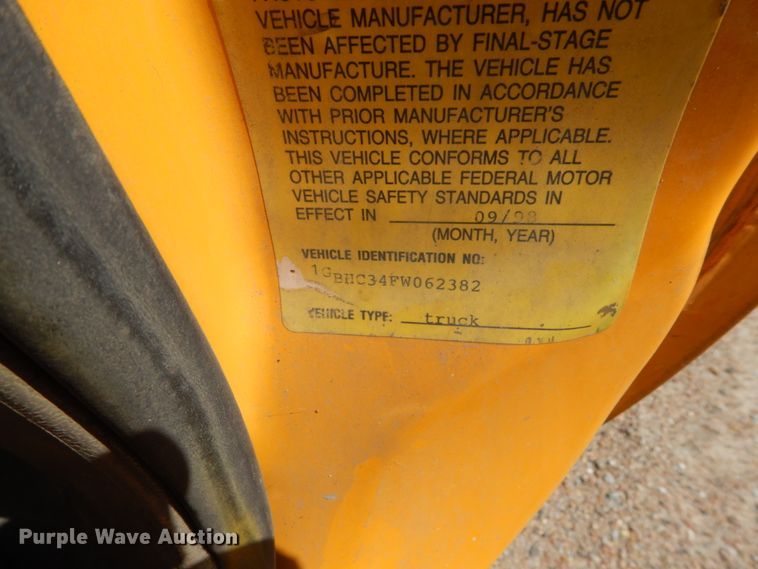 VEHICLE MANUFACTURER, HAS NOT
BEEN AFFECTED BY FINAL-STAGE
MANUFACTURE. THE VEHICLE HAS
BEEN COMPLETED IN ACCORDANCE
WITH PRIOR MANUFACTURER'S
INSTRUCTIONS, WHERE APPLICABLE.
THIS VEHICLE CONFORMS TO ALL
OTHER APPLICABLE FEDERAL MOTOR
VEHICLE SAFETY STANDARDS IN
EFFECT IN 09/98
(MONTH, YEAR)
VEHICLE IDENTIFICATION NO:
1GBHC34FW062382
VEHICLE TYPE: truck
Purple Wave Auction